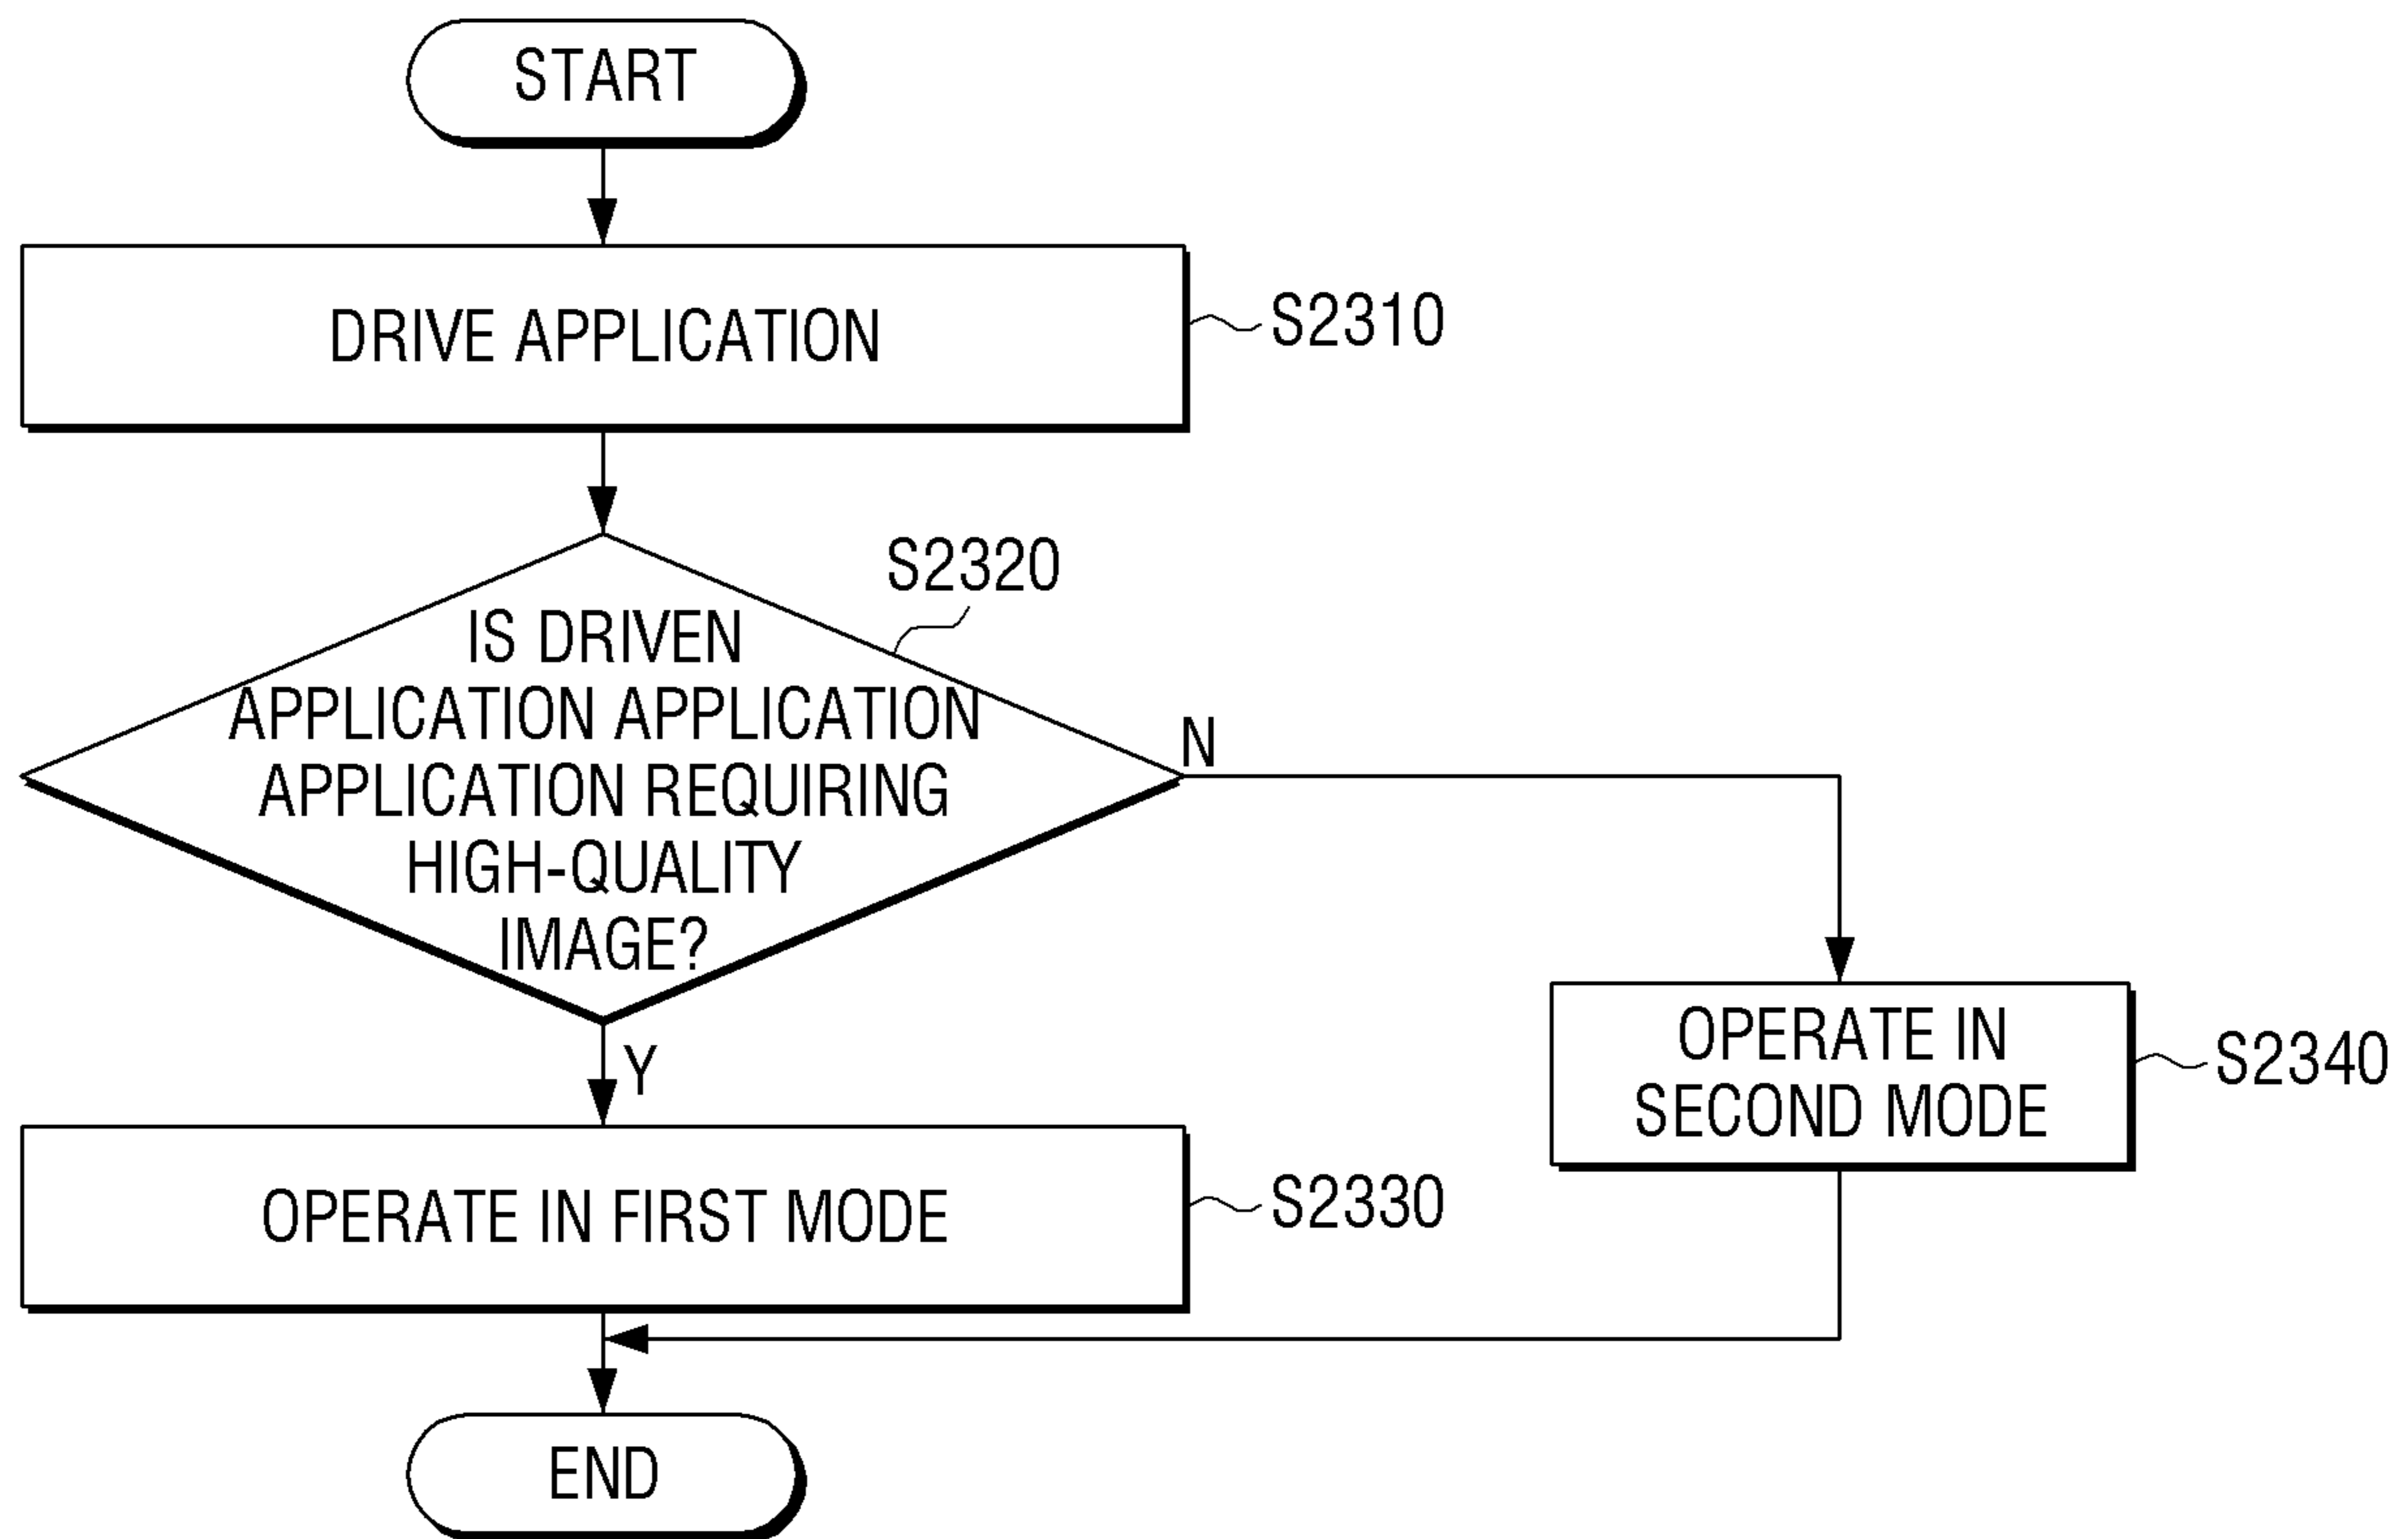 START
DRIVE APPLICATION
S2310
S2320
IS DRIVEN
APPLICATION APPLICATION
APPLICATION REQUIRING
HIGH-QUALITY
IMAGE?
N
Y
OPERATE IN
SECOND MODE
S2340
OPERATE IN FIRST MODE
S2330
END